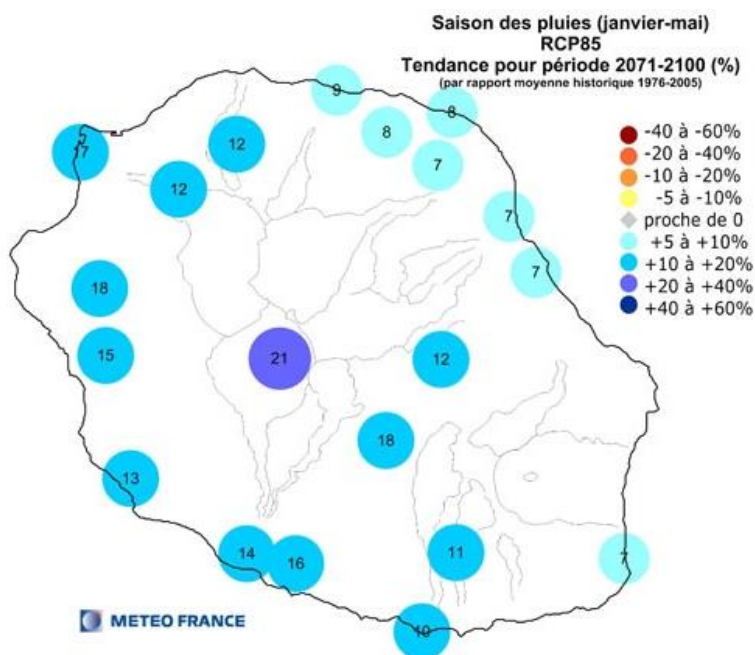 Saison des pluies (janvier-mai)
RCP85
Tendance pour période 2071-2100 (%)
(par rapport moyenne historique 1976-2005)
9
8
8
12
17
7
12
7
7
18
15
21
12
18
13
14
16
11
7
10
-40 à -60%
-20 à -40%
-10 à -20%
-5 à -10%
proche de 0
+5 à +10%
+10 à +20%
+20 à +40%
+40 à +60%
METEO FRANCE